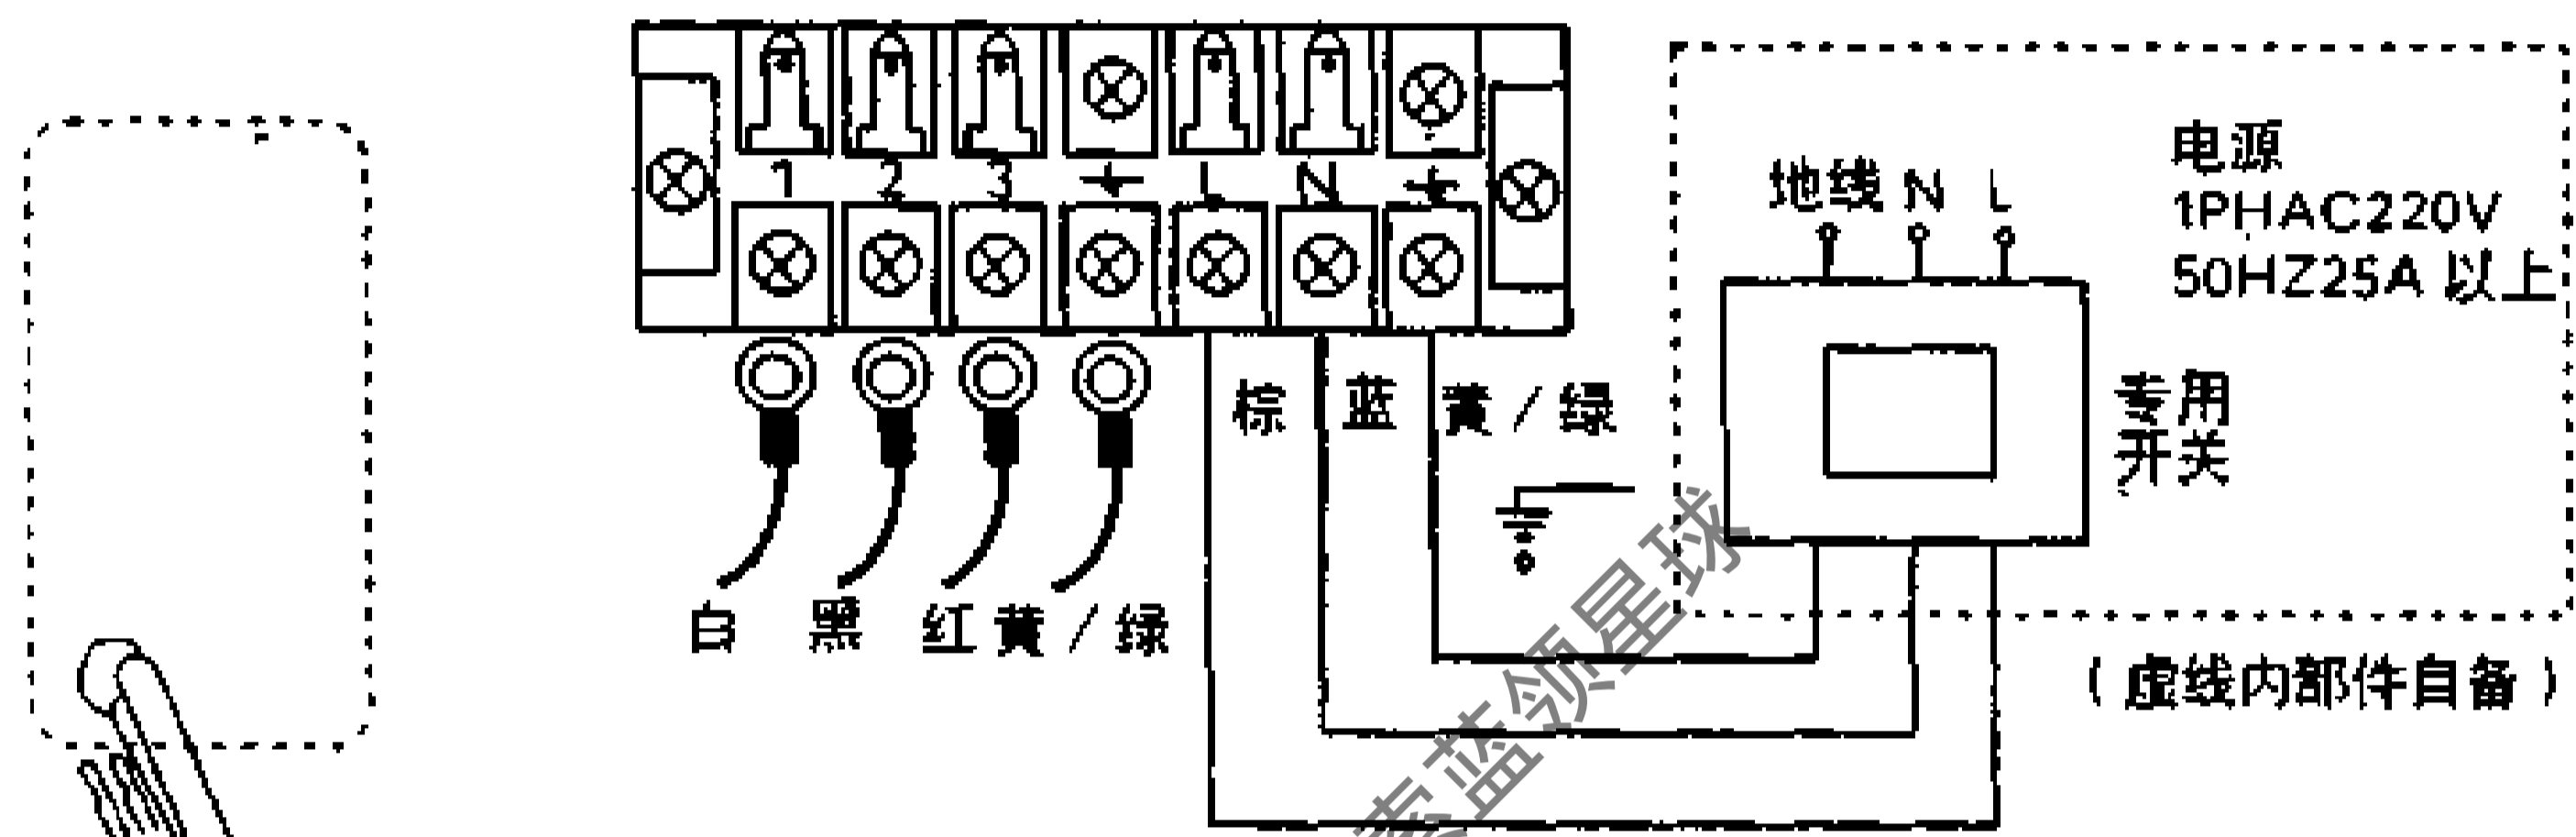 1 2 3 L N
地线 N L
电源
1PHAC220V
50HZ25A 以上
棕 蓝 黄/绿
专用
开关
白 黑 红 黄/绿
(虚线内部件自备)
索蓝领星球